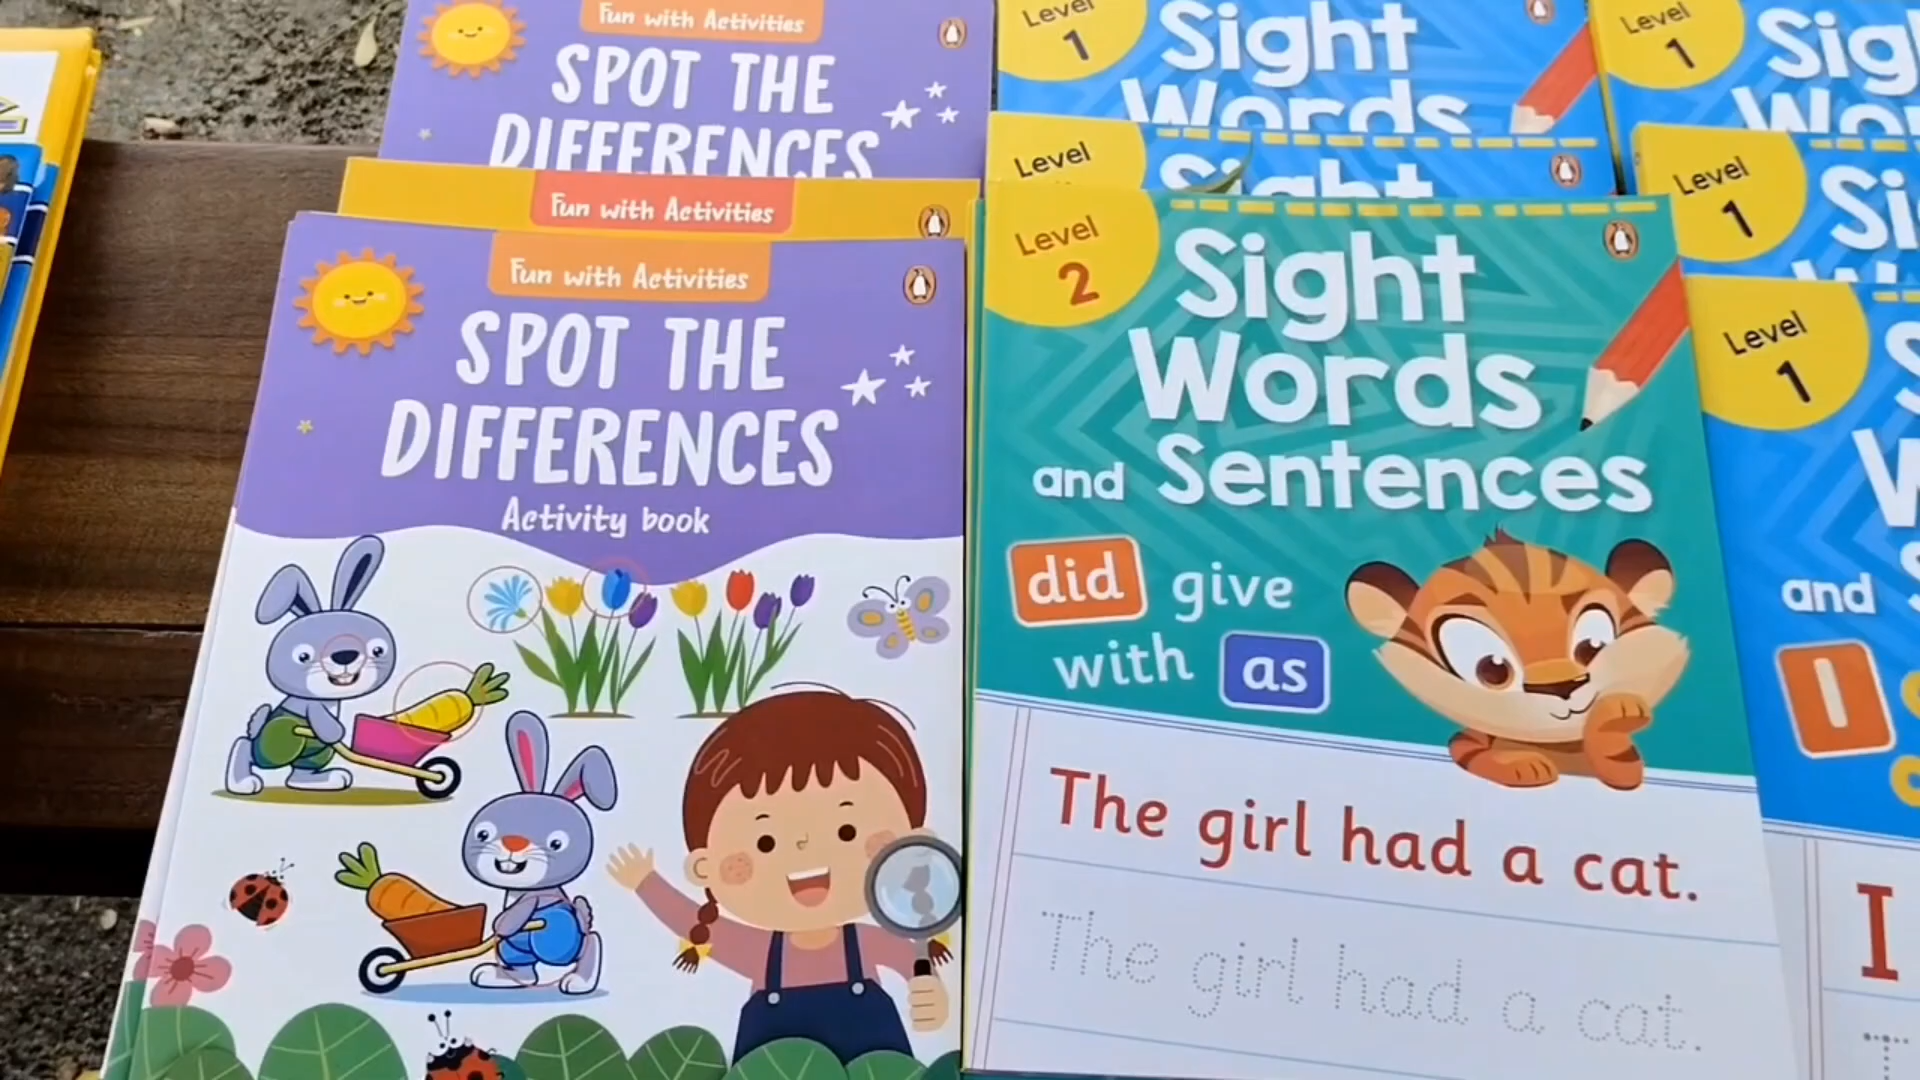 Fun with Activities
SPOT THE
DIFFERENCES
Fun with Activities
Fun with Activities
SPOT THE
DIFFERENCES
Activity book
Level
1
Sight
Words
Level
Sight
Level
2
Sight
Words
and Sentences
did give
with as
The girl had a cat.
The girl had a cat.
Level
1
Level
1
Level
1
and
I
I